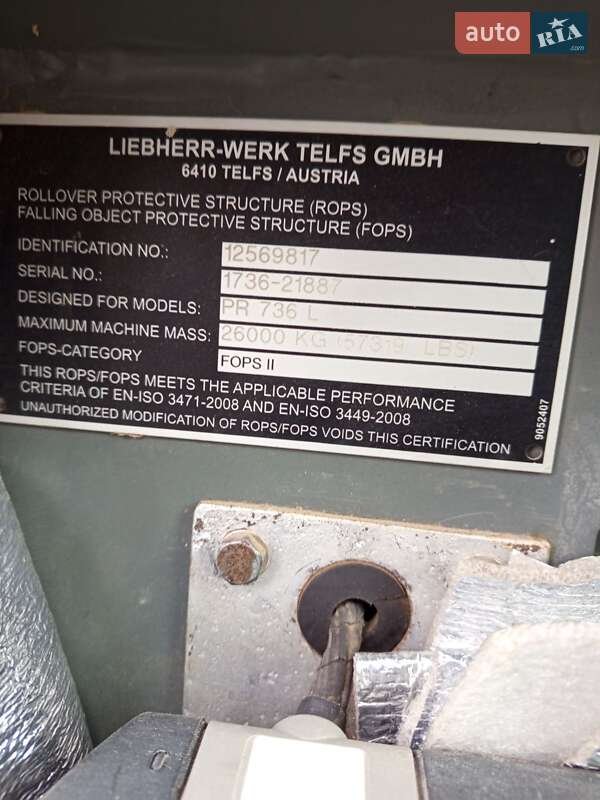 auto RIA.com
LIEBHERR-WERK TELFS GMBH
6410 TELFS / AUSTRIA
ROLLOVER PROTECTIVE STRUCTURE (ROPS)
FALLING OBJECT PROTECTIVE STRUCTURE (FOPS)
IDENTIFICATION NO.: 12569817
SERIAL NO.: 1736-21887
DESIGNED FOR MODELS: PR 736 L
MAXIMUM MACHINE MASS: 26000 KG (57319 LBS)
FOPS-CATEGORY FOPS II
THIS ROPS/FOPS MEETS THE APPLICABLE PERFORMANCE
CRITERIA OF EN-ISO 3471-2008 AND EN-ISO 3449-2008
UNAUTHORIZED MODIFICATION OF ROPS/FOPS VOIDS THIS CERTIFICATION
9052407